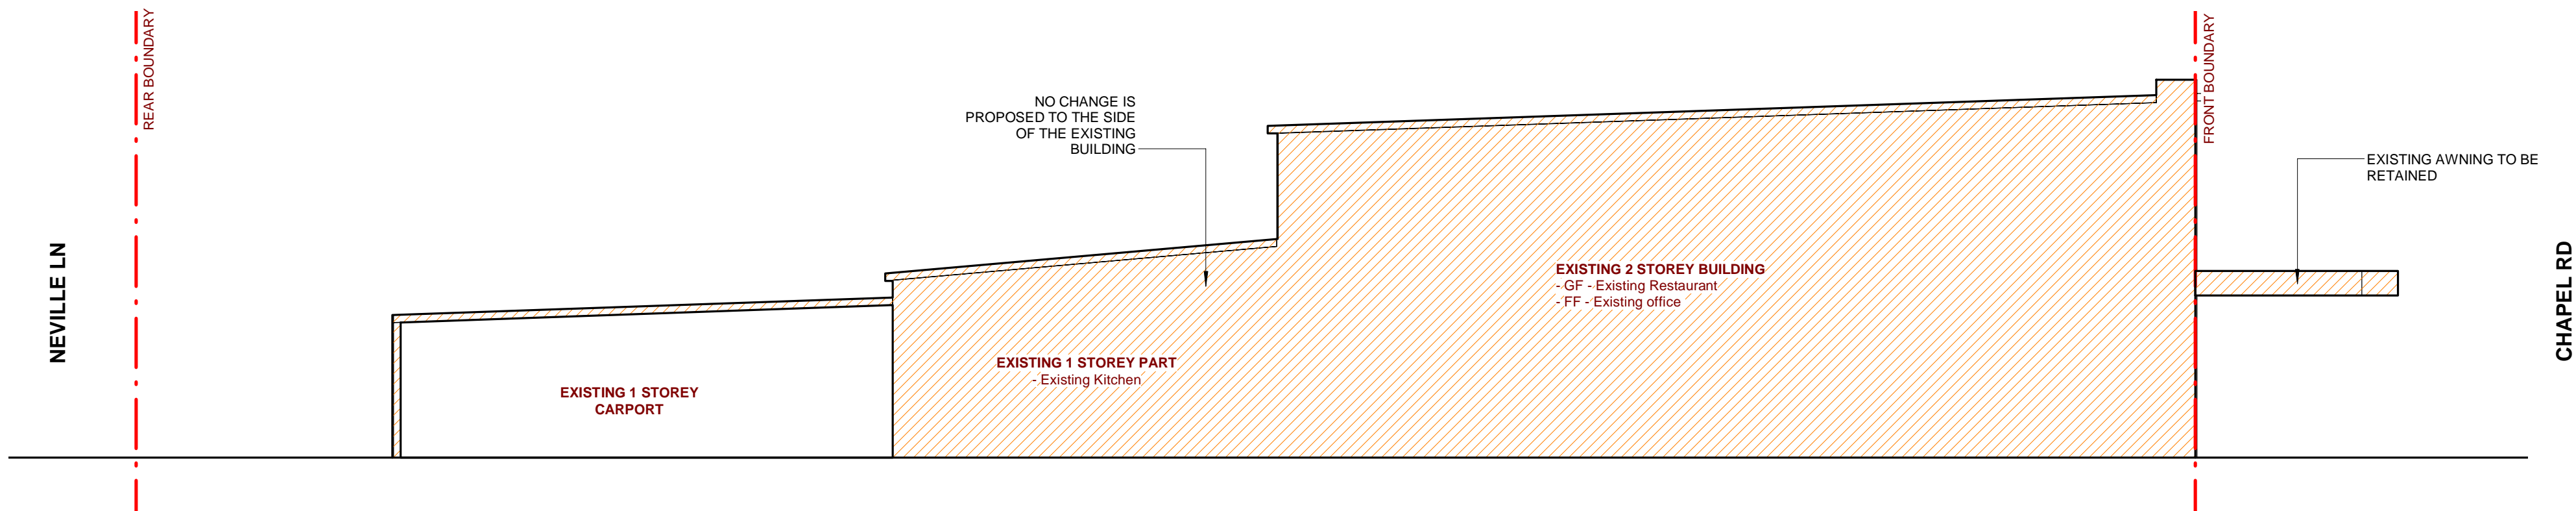 NEVILLE LN
REAR BOUNDARY
NO CHANGE IS
PROPOSED TO THE SIDE
OF THE EXISTING
BUILDING
FRONT BOUNDARY
EXISTING AWNING TO BE
RETAINED
CHAPEL RD
EXISTING 2 STOREY BUILDING
- GF - Existing Restaurant
- FF - Existing office
EXISTING 1 STOREY PART
- Existing Kitchen
EXISTING 1 STOREY
CARPORT